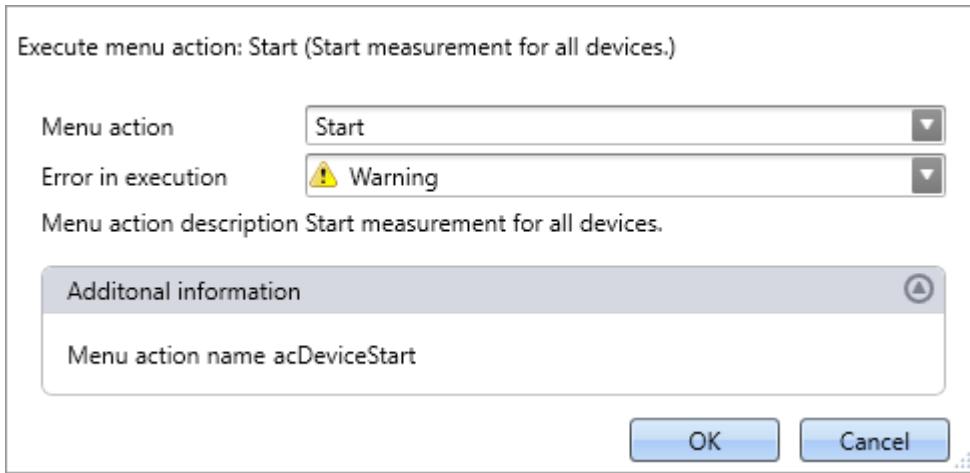 Execute menu action: Start (Start measurement for all devices.)
Menu action Start
Error in execution Warning
Menu action description Start measurement for all devices.
Additonal information
Menu action name acDeviceStart
OK Cancel